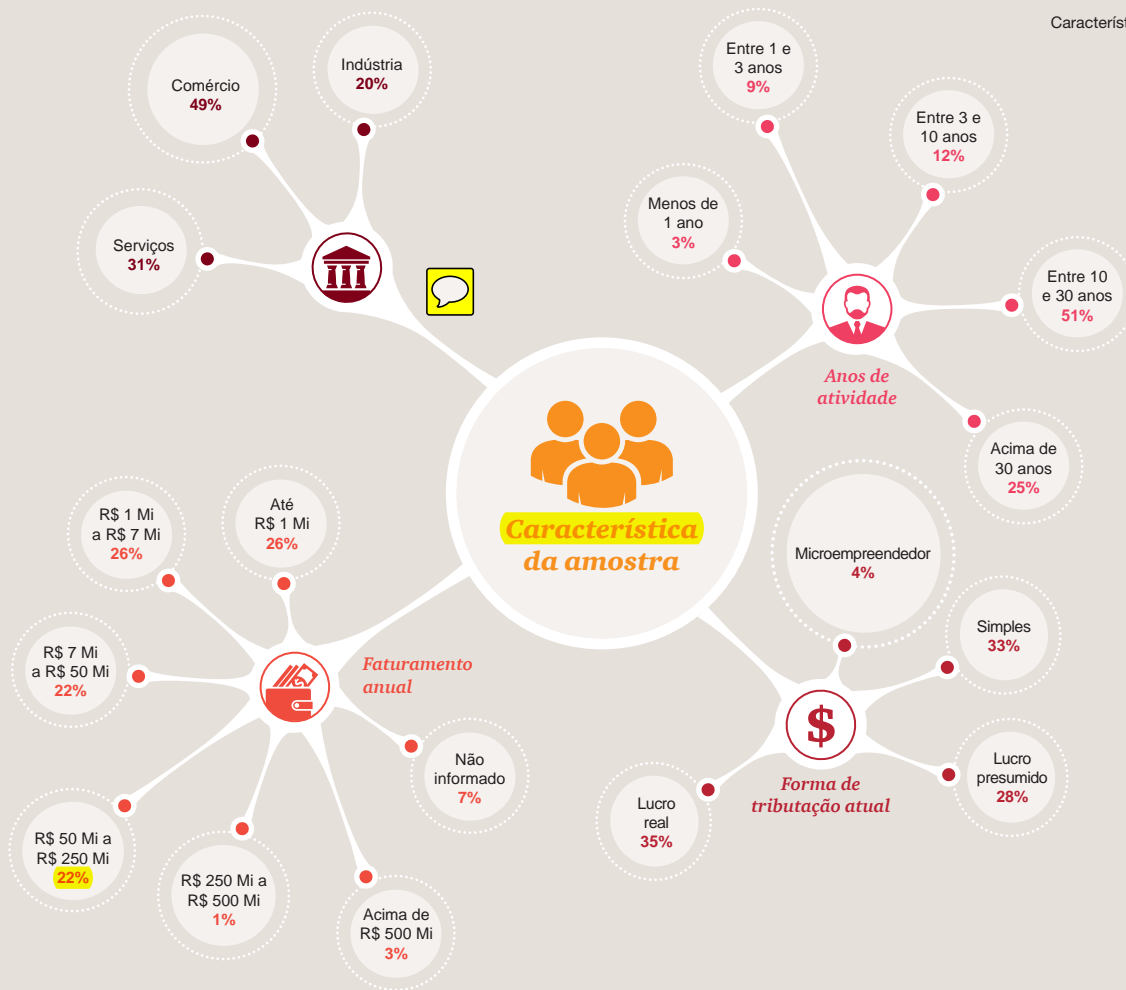 Característ
Comércio
49%
Indústria
20%
Serviços
31%
Entre 1 e
3 anos
9%
Entre 3 e
10 anos
12%
Menos de
1 ano
3%
Entre 10
e 30 anos
51%
Acima de
30 anos
25%
Anos de
atividade
Característica
da amostra
R$ 1 Mi
a R$ 7 Mi
26%
Até
R$ 1 Mi
26%
R$ 7 Mi
a R$ 50 Mi
22%
Faturamento
anual
R$ 50 Mi a
R$ 250 Mi
22%
R$ 250 Mi a
R$ 500 Mi
1%
Acima de
R$ 500 Mi
3%
Não
informado
7%
Microempreendedor
4%
Simples
33%
Lucro
presumido
28%
Lucro
real
35%
$
Forma de
tributação atual